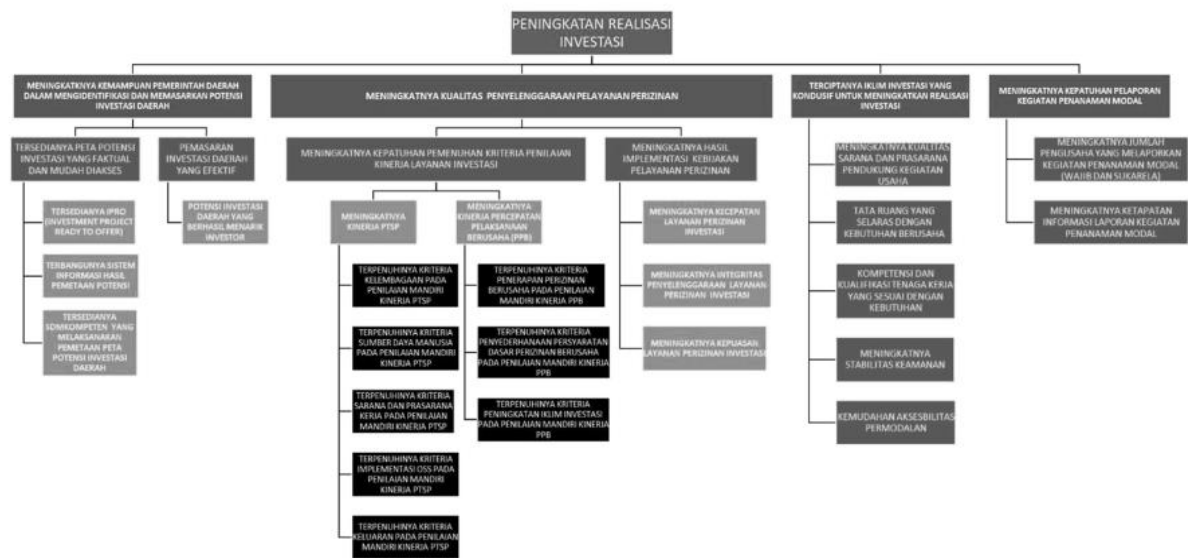 PENINGKATAN REALISASI
INVESTASI
MENINGKATKNYA KEMAMPUAN PEMERINTAH DAERAH
DALAM MENGIDENTIFIKASI DAN MEMASARKAN POTENSI
INVESTASI DAERAH
MENINGKATNYA KUALITAS PENYELENGGARAAN PELAYANAN PERIZINAN
TERCIPTANYA IKLIM INVESTASI YANG
KONDUSIF UNTUK MENINGKATKAN REALISASI
INVESTASI
MENINGKATNYA KEPATUHAN PELAPORAN
KEGIATAN PENANAMAN MODAL
TERSEDIANYA PETA POTENSI
INVESTASI YANG FAKTUAL
DAN MUDAH DIAKSES
PEMASARAN
INVESTASI DAERAH
YANG EFEKTIF
MENINGKATNYA KEPATUHAN PEMENUHAN KRITERIA PENILAIAN
KINERJA LAYANAN INVESTASI
MENINGKATNYA HASIL
IMPLEMENTASI KEBIJAKAN
PELAYANAN PERIZINAN
MENINGKATNYA KUALITAS
SARANA DAN PRASARANA
PENDUKUNG KEGIATAN
USAHA
MENINGKATNYA JUMLAH
PENGUSAHA YANG MELAPORKAN
KEGIATAN PENANAMAN MODAL
(WAJIB DAN SUKARELA)
TERSEDIANYA IPRO
(INVESTMENT PROJECT
READY TO OFFER)
POTENSI INVESTASI
DAERAH YANG
BERHASIL MENARIK
INVESTOR
MENINGKATNYA
KINERJA PTSP
MENINGKATNYA
KINERJA PERCEPATAN
PELAKSANAAN
BERUSAHA (PPB)
MENINGKATNYA KECEPATAN
LAYANAN PERIZINAN
INVESTASI
TATA RUANG YANG
SELARAS DENGAN
KEBUTUHAN BERUSAHA
MENINGKATNYA KETAPATAN
INFORMASI LAPORAN KEGIATAN
PENANAMAN MODAL
TERBANGUNYA SISTEM
INFORMASI HASIL
PEMETAAN POTENSI
TERPENUHINYA KRITERIA
KELEMBAGAAN PADA
PENILAIAN MANDIRI
KINERJA PTSP
TERPENUHINYA KRITERIA
PENERAPAN PERIZINAN
BERUSAHA PADA PENILAIAN
MANDIRI KINERJA PPB
MENINGKATNYA INTEGRITAS
PENYELENGGARAAN LAYANAN
PERIZINAN INVESTASI
KOMPETENSI DAN
KUALIFIKASI TENAGA KERJA
YANG SESUAI DENGAN
KEBUTUHAN
TERSEDIANYA
SDMKOMPETEN YANG
MELAKSANAKAN
PEMETAAN PETA
POTENSI INVESTASI
DAERAH
TERPENUHINYA KRITERIA
SUMBER DAYA MANUSIA
PADA PENILAIAN MANDIRI
KINERJA PTSP
TERPENUHINYA KRITERIA
PENYEDERHANAAN PERSYARATAN
DASAR PERIZINAN BERUSAHA
PADA PENILAIAN MANDIRI KINERJA
PPB
MENINGKATNYA KEPUASAN
LAYANAN PERIZINAN INVESTASI
MENINGKATNYA
STABILITAS KEAMANAN
TERPENUHINYA KRITERIA
SARANA DAN PRASARANA
KERJA PADA PENILAIAN
MANDIRI KINERJA PTSP
TERPENUHINYA KRITERIA
PENINGKATAN IKLIM INVESTASI
PADA PENILAIAN MANDIRI KINERJA
PPB
KEMUDAHAN AKSESBILITAS
PERMODALAN
TERPENUHINYA KRITERIA
IMPLEMENTASI OSS PADA
PENILAIAN MANDIRI
KINERJA PTSP
TERPENUHINYA KRITERIA
KELUARAN PADA PENILAIAN
MANDIRI KINERJA PTSP